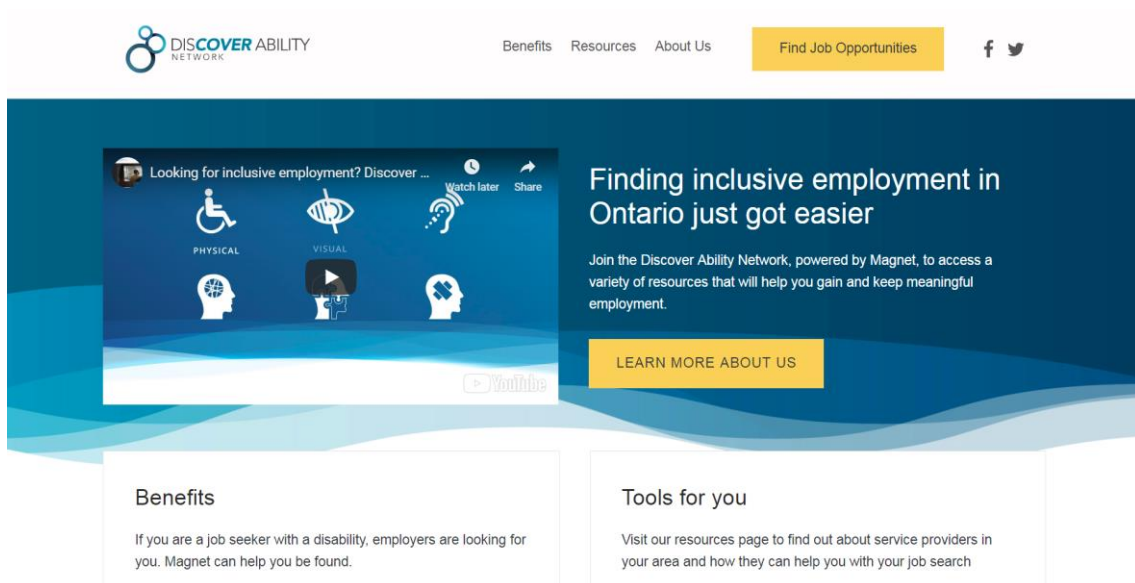 DISCOVER ABILITY
NETWORK
Benefits Resources About Us
Find Job Opportunities
Looking for inclusive employment? Discover ...
Watch later Share
PHYSICAL VISUAL
YouTube
Finding inclusive employment in
Ontario just got easier
Join the Discover Ability Network, powered by Magnet, to access a
variety of resources that will help you gain and keep meaningful
employment.
LEARN MORE ABOUT US
Benefits
If you are a job seeker with a disability, employers are looking for
you. Magnet can help you be found.
Tools for you
Visit our resources page to find out about service providers in
your area and how they can help you with your job search